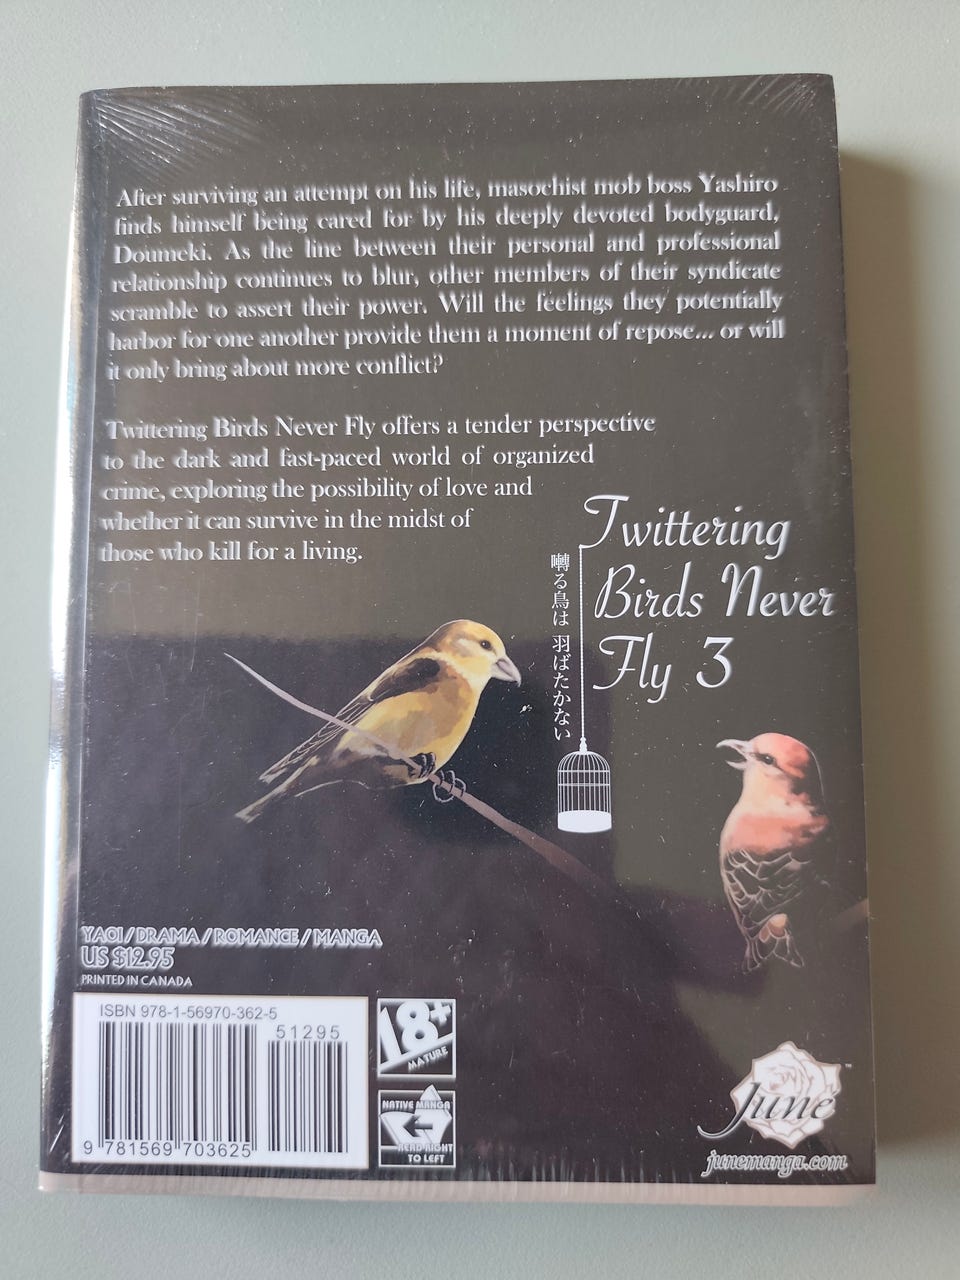 After surviving an attempt on his life, masochist mob boss Yashiro
finds himself being cared for by his deeply devoted bodyguard,
Doumeki. As the line between their personal and professional
relationship continues to blur, other members of their syndicate
scramble to assert their power. Will the feelings they potentially
harbor for one another provide them a moment of repose... or will
it only bring about more conflict?
Twittering Birds Never Fly offers a tender perspective
to the dark and fast-paced world of organized
crime, exploring the possibility of love and
whether it can survive in the midst of
those who kill for a living.
Twittering
Birds Never
Fly 3
囀る鳥は 羽ばたかない
YAOI / DRAMA / ROMANCE / MANGA
US $12.95
PRINTED IN CANADA
ISBN 978-1-56970-362-5
51295
9 781569 703625
18+
MATURE
NATIVE MANGA
READ RIGHT
TO LEFT
June™
junemanga.com